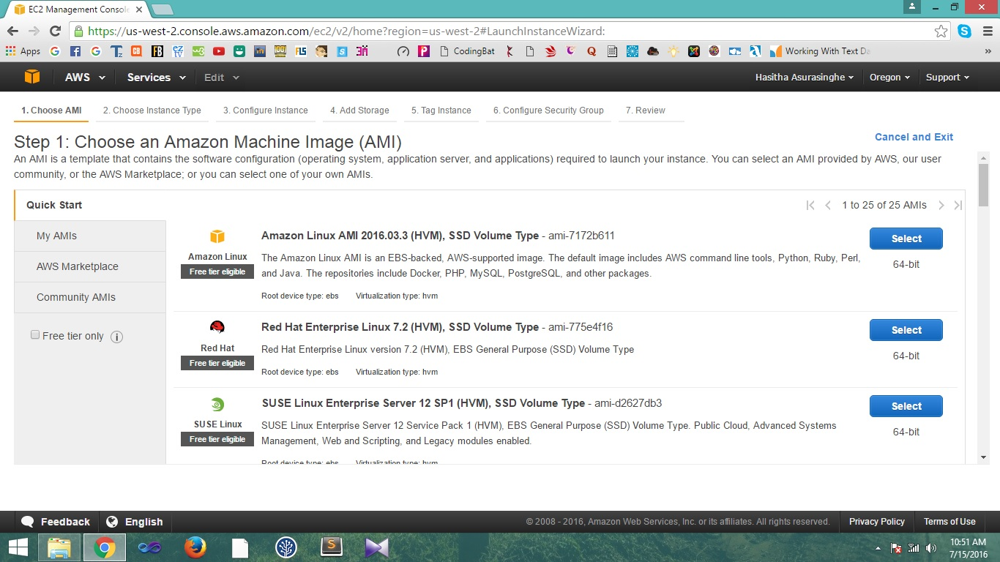 EC2 Management Console
https://us-west-2.console.aws.amazon.com/ec2/v2/home?region=us-west-2#LaunchInstanceWizard:
Apps CodingBat Working With Text Da
AWS Services Edit Hasitha Asurasinghe Oregon Support
1. Choose AMI 2. Choose Instance Type 3. Configure Instance 4. Add Storage 5. Tag Instance 6. Configure Security Group 7. Review
Step 1: Choose an Amazon Machine Image (AMI)
Cancel and Exit
An AMI is a template that contains the software configuration (operating system, application server, and applications) required to launch your instance. You can select an AMI provided by AWS, our user
community, or the AWS Marketplace; or you can select one of your own AMIs.
Quick Start
My AMIs
AWS Marketplace
Community AMIs
Free tier only
1 to 25 of 25 AMIs
Amazon Linux
Free tier eligible
Amazon Linux AMI 2016.03.3 (HVM), SSD Volume Type - ami-7172b611
The Amazon Linux AMI is an EBS-backed, AWS-supported image. The default image includes AWS command line tools, Python, Ruby, Perl,
and Java. The repositories include Docker, PHP, MySQL, PostgreSQL, and other packages.
Root device type: ebs Virtualization type: hvm
Select
64-bit
Red Hat
Free tier eligible
Red Hat Enterprise Linux 7.2 (HVM), SSD Volume Type - ami-775e4f16
Red Hat Enterprise Linux version 7.2 (HVM), EBS General Purpose (SSD) Volume Type
Root device type: ebs Virtualization type: hvm
Select
64-bit
SUSE Linux
Free tier eligible
SUSE Linux Enterprise Server 12 SP1 (HVM), SSD Volume Type - ami-d2627db3
SUSE Linux Enterprise Server 12 Service Pack 1 (HVM), EBS General Purpose (SSD) Volume Type. Public Cloud, Advanced Systems
Management, Web and Scripting, and Legacy modules enabled.
Root device type: ebs Virtualization type: hvm
Select
64-bit
Feedback English © 2008 - 2016, Amazon Web Services, Inc. or its affiliates. All rights reserved. Privacy Policy Terms of Use
10:51 AM
7/15/2016